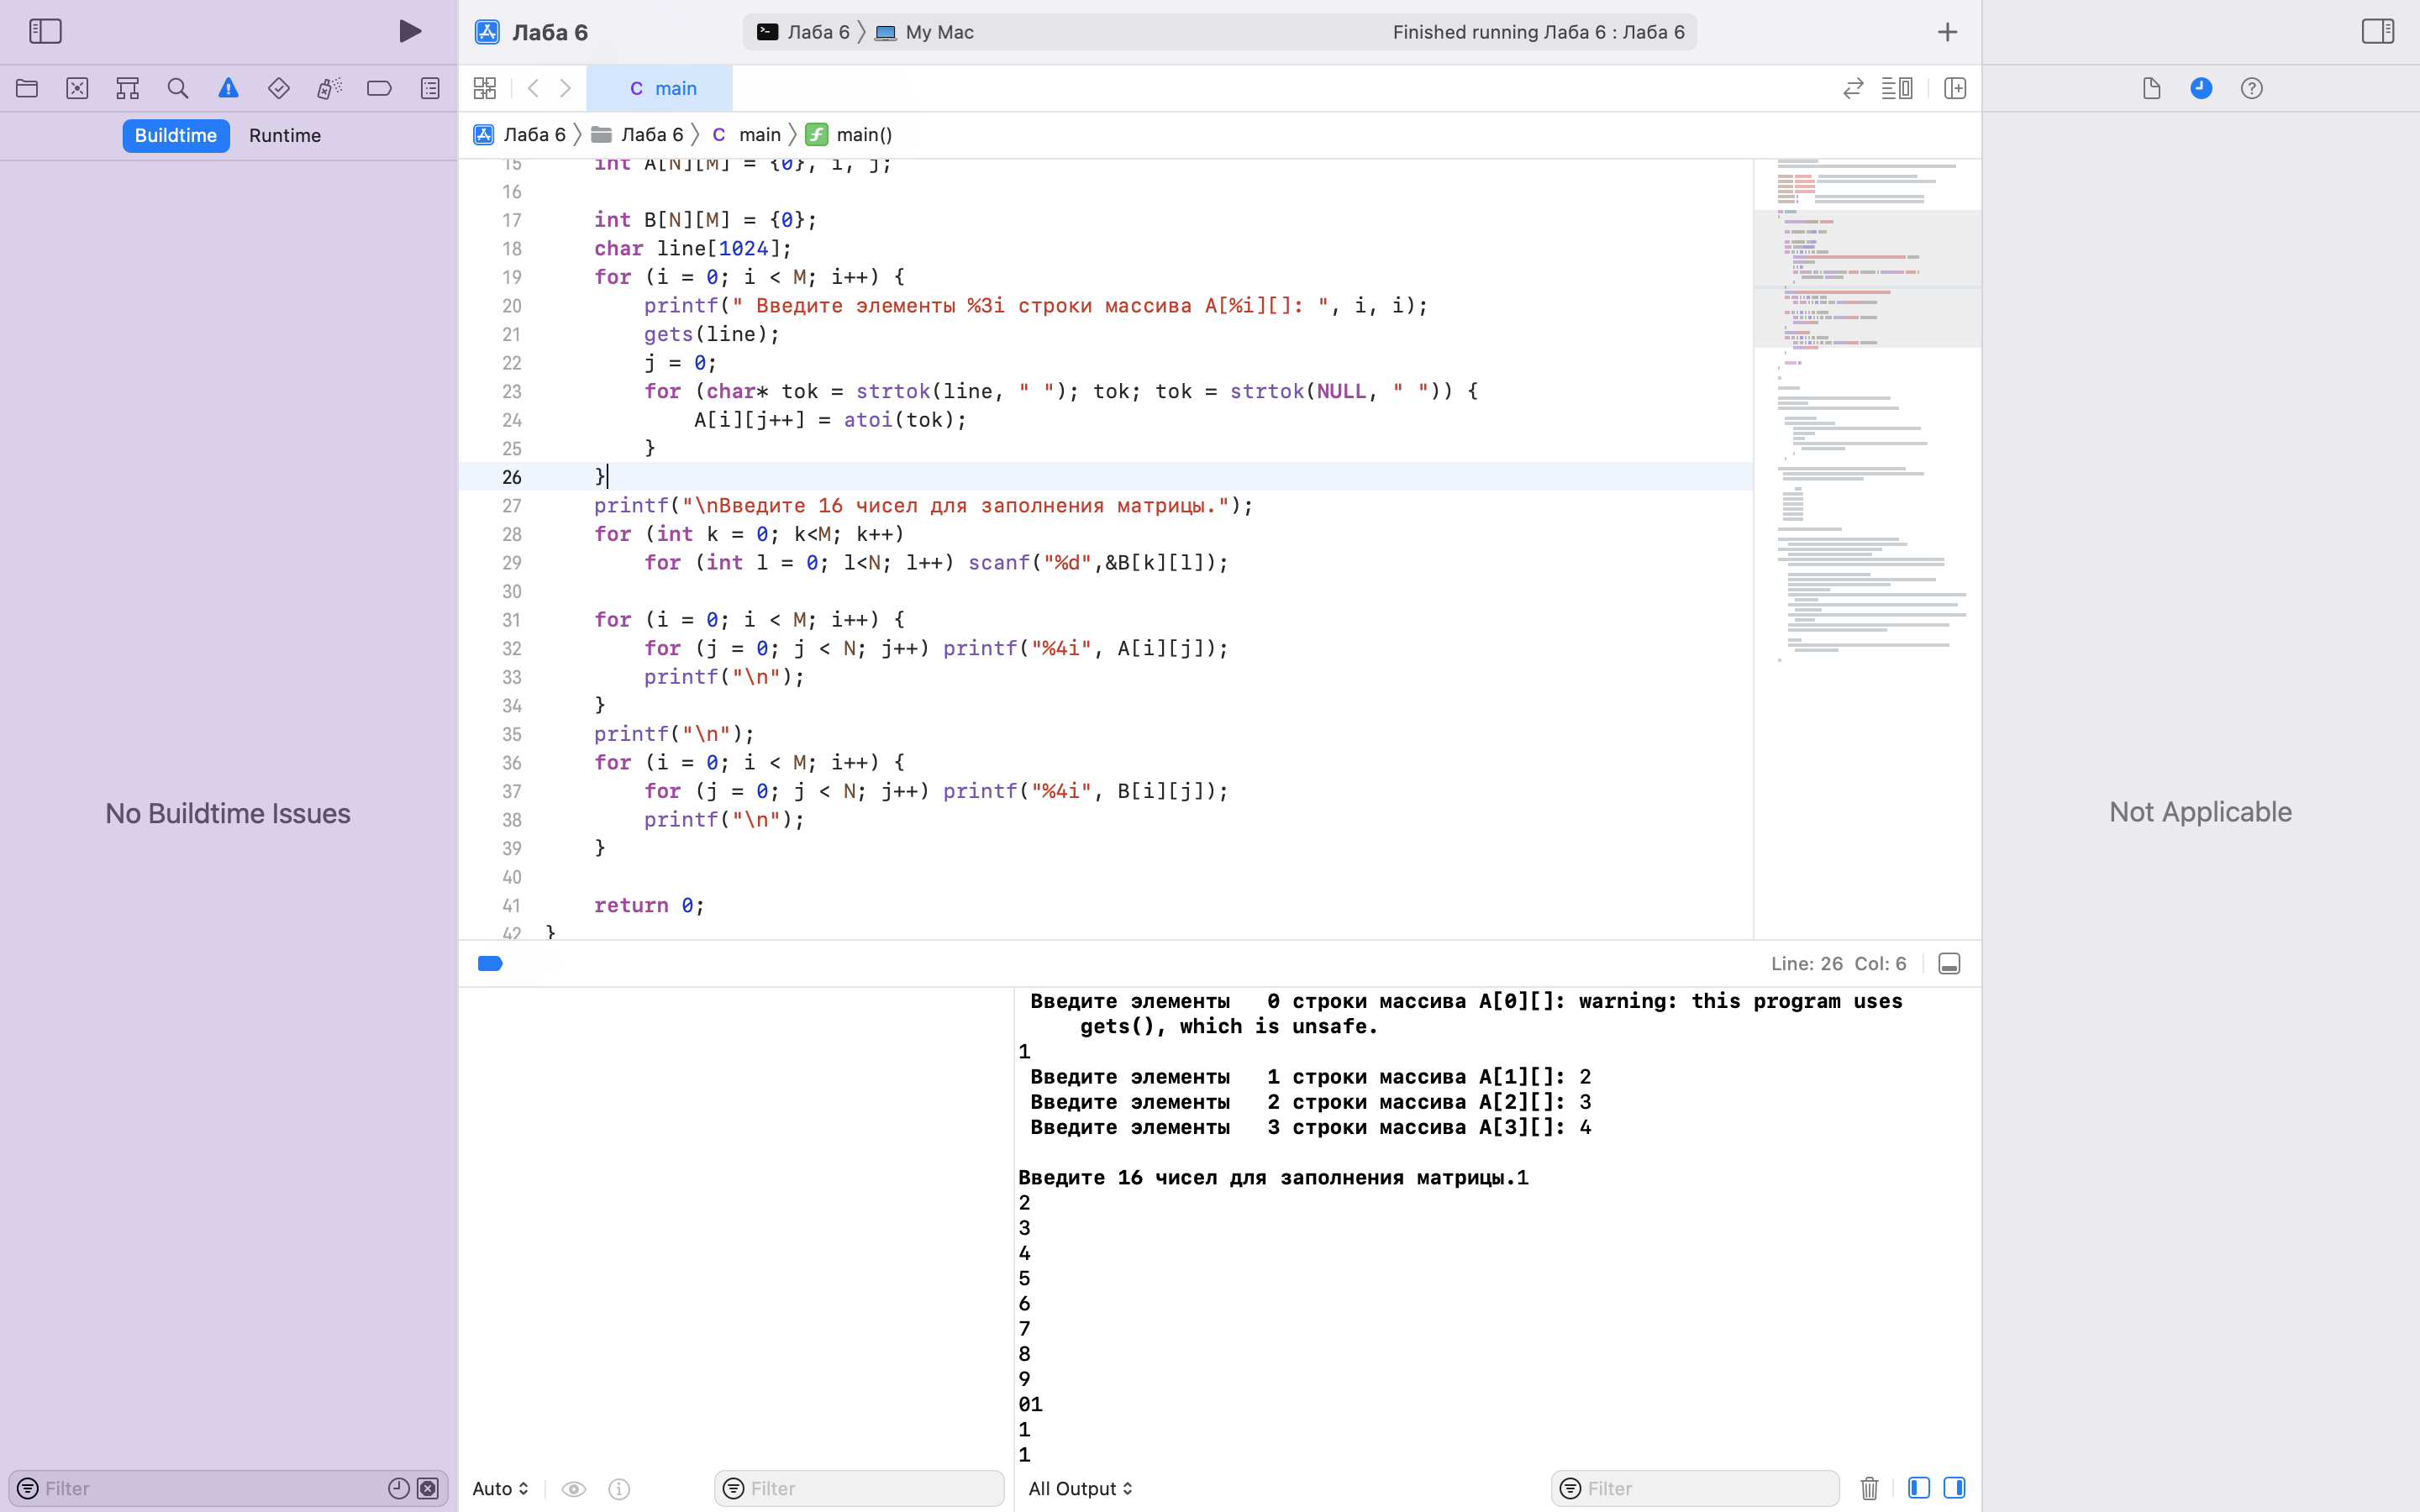 Лаба 6
Лаба 6 My Mac
Finished running Лаба 6 : Лаба 6
C main
Buildtime Runtime
Лаба 6 Лаба 6 C main main()
15 int A[N][M] = {0}, i, j;
16
17 int B[N][M] = {0};
18 char line[1024];
19 for (i = 0; i < M; i++) {
20 printf(" Введите элементы %3i строки массива A[%i][]: ", i, i);
21 gets(line);
22 j = 0;
23 for (char* tok = strtok(line, " "); tok; tok = strtok(NULL, " ")) {
24 A[i][j++] = atoi(tok);
25 }
26 }
27 printf("\nВведите 16 чисел для заполнения матрицы.");
28 for (int k = 0; k<M; k++)
29 for (int l = 0; l<N; l++) scanf("%d",&B[k][l]);
30
31 for (i = 0; i < M; i++) {
32 for (j = 0; j < N; j++) printf("%4i", A[i][j]);
33 printf("\n");
34 }
35 printf("\n");
36 for (i = 0; i < M; i++) {
37 for (j = 0; j < N; j++) printf("%4i", B[i][j]);
38 printf("\n");
39 }
40
41 return 0;
42 }
No Buildtime Issues
Not Applicable
Line: 26 Col: 6
Введите элементы 0 строки массива A[0][]: warning: this program uses
gets(), which is unsafe.
1
Введите элементы 1 строки массива A[1][]: 2
Введите элементы 2 строки массива A[2][]: 3
Введите элементы 3 строки массива A[3][]: 4
Введите 16 чисел для заполнения матрицы.1
2
3
4
5
6
7
8
9
01
1
1
Filter
Auto
Filter
All Output
Filter